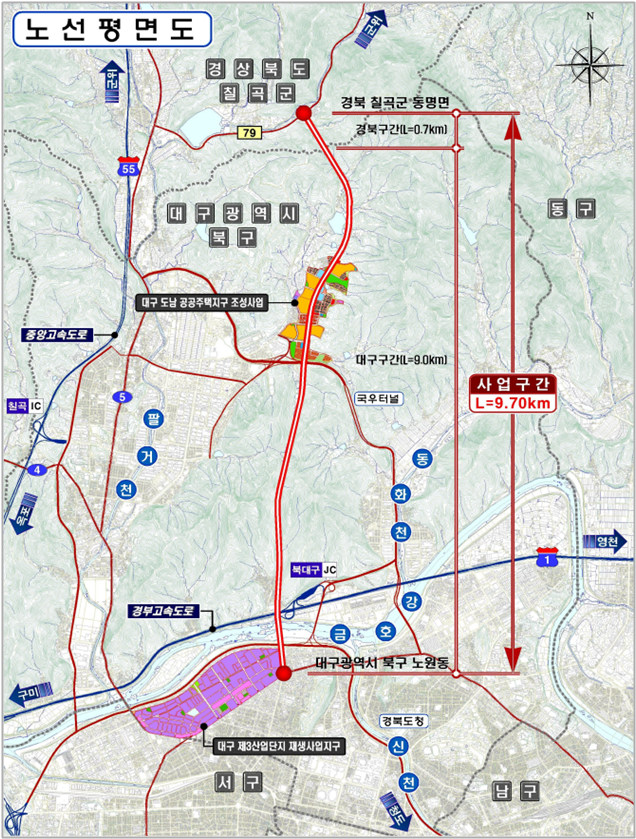 노선평면도
N
군위
군위
경상북도
칠곡군
경북 칠곡군 동명면
79
경북구간(L=0.7km)
55
대구광역시
북구
동구
대구 도남 공공주택지구 조성사업
중앙고속도로
대구구간(L=9.0km)
사업구간
L=9.70km
5
국우터널
칠곡 IC
팔
거
천
동
화
천
4
목포
영천
1
북대구 JC
경부고속도로
금
호
강
구미
대구광역시 북구 노원동
경북도청
대구 제3산업단지 재생사업지구
신
천
서구
남구
청도